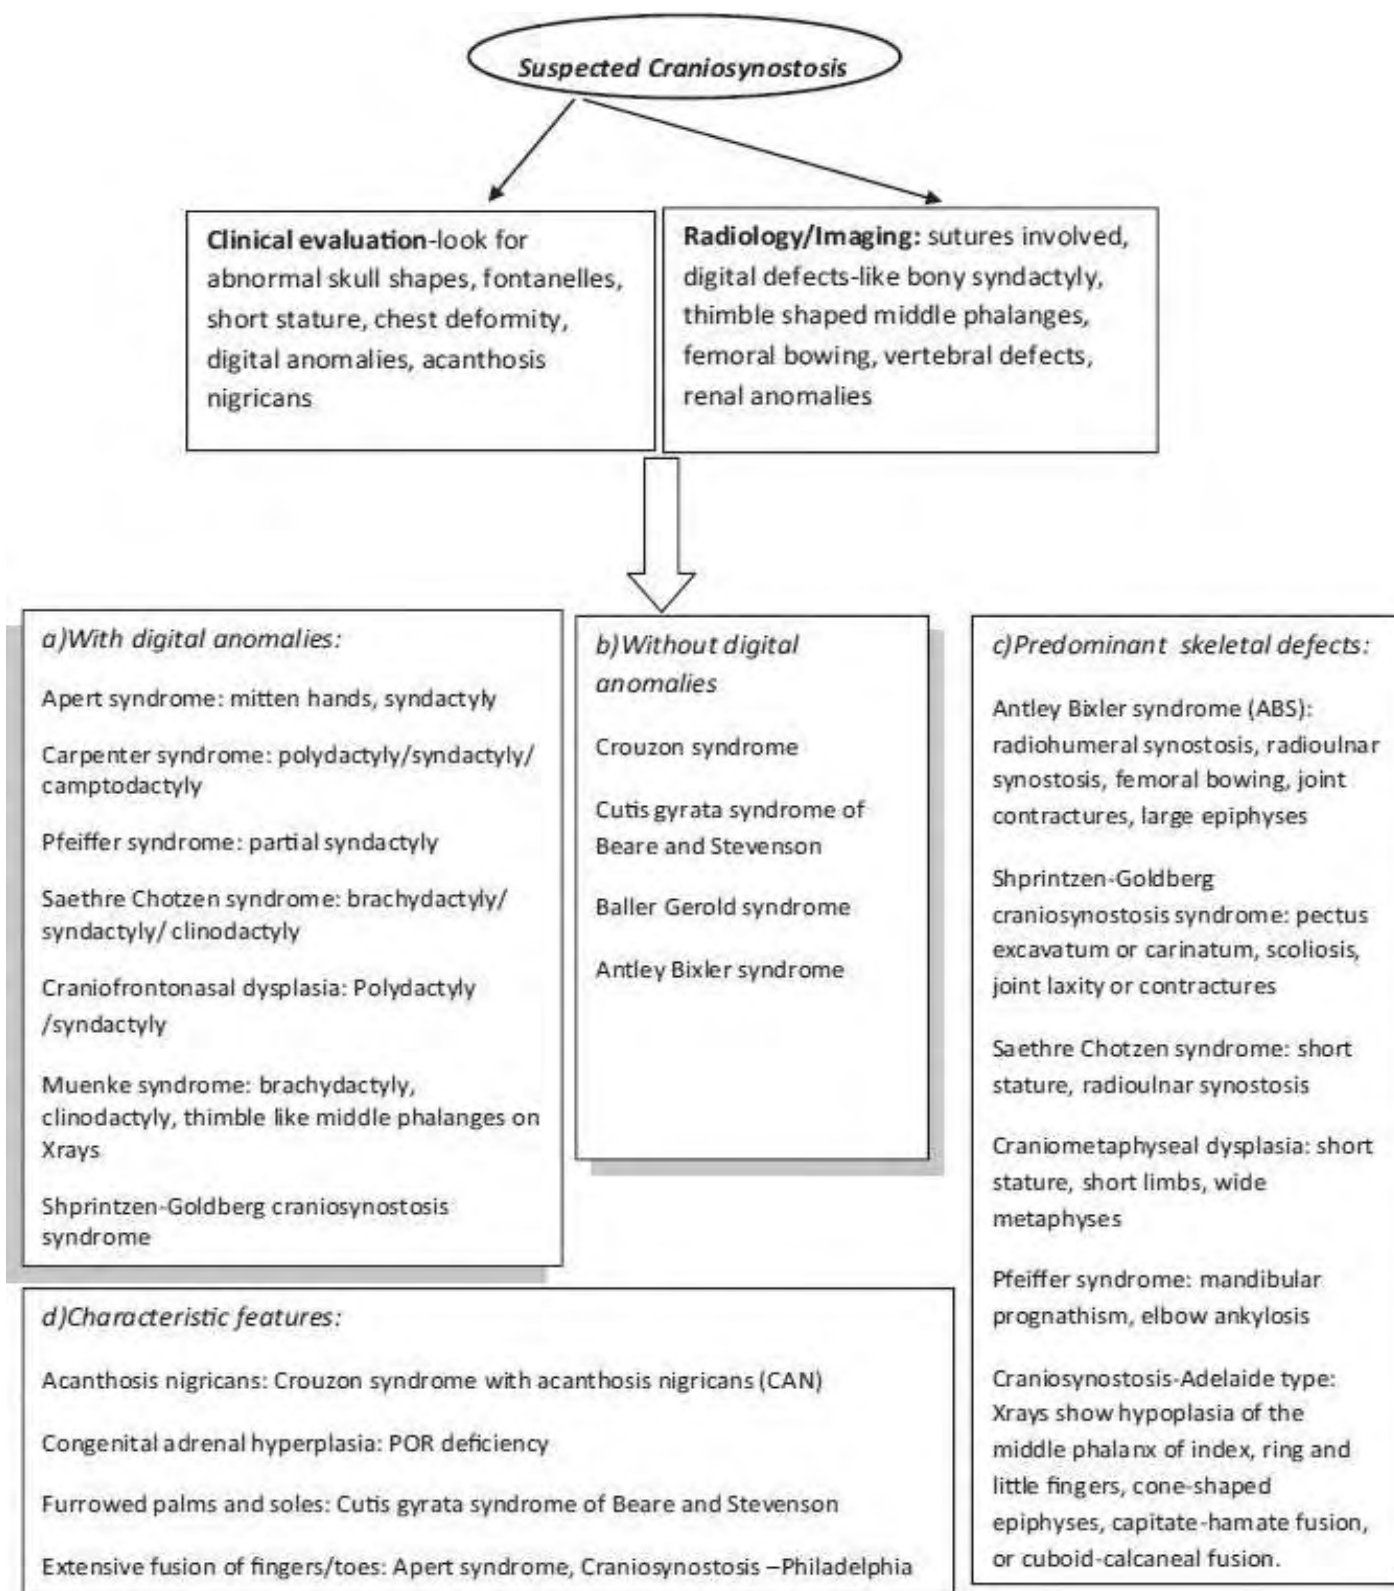 Suspected Craniosynostosis
Clinical evaluation-look for
abnormal skull shapes, fontanelles,
short stature, chest deformity,
digital anomalies, acanthosis
nigricans
Radiology/Imaging: sutures involved,
digital defects-like bony syndactyly,
thimble shaped middle phalanges,
femoral bowing, vertebral defects,
renal anomalies
a)With digital anomalies:
Apert syndrome: mitten hands, syndactyly
Carpenter syndrome: polydactyly/syndactyly/
camptodactyly
Pfeiffer syndrome: partial syndactyly
Saethre Chotzen syndrome: brachydactyly/
syndactyly/ clinodactyly
Craniofrontonasal dysplasia: Polydactyly
/syndactyly
Muenke syndrome: brachydactyly,
clinodactyly, thimble like middle phalanges on
Xrays
Shprintzen-Goldberg craniosynostosis
syndrome
b)Without digital
anomalies
Crouzon syndrome
Cutis gyrata syndrome of
Beare and Stevenson
Baller Gerold syndrome
Antley Bixler syndrome
c)Predominant skeletal defects:
Antley Bixler syndrome (ABS):
radiohumeral synostosis, radioulnar
synostosis, femoral bowing, joint
contractures, large epiphyses
Shprintzen-Goldberg
craniosynostosis syndrome: pectus
excavatum or carinatum, scoliosis,
joint laxity or contractures
Saethre Chotzen syndrome: short
stature, radioulnar synostosis
Craniometaphyseal dysplasia: short
stature, short limbs, wide
metaphyses
Pfeiffer syndrome: mandibular
prognathism, elbow ankylosis
Craniosynostosis-Adelaide type:
Xrays show hypoplasia of the
middle phalanx of index, ring and
little fingers, cone-shaped
epiphyses, capitate-hamate fusion,
or cuboid-calcaneal fusion.
d)Characteristic features:
Acanthosis nigricans: Crouzon syndrome with acanthosis nigricans (CAN)
Congenital adrenal hyperplasia: POR deficiency
Furrowed palms and soles: Cutis gyrata syndrome of Beare and Stevenson
Extensive fusion of fingers/toes: Apert syndrome, Craniosynostosis –Philadelphia